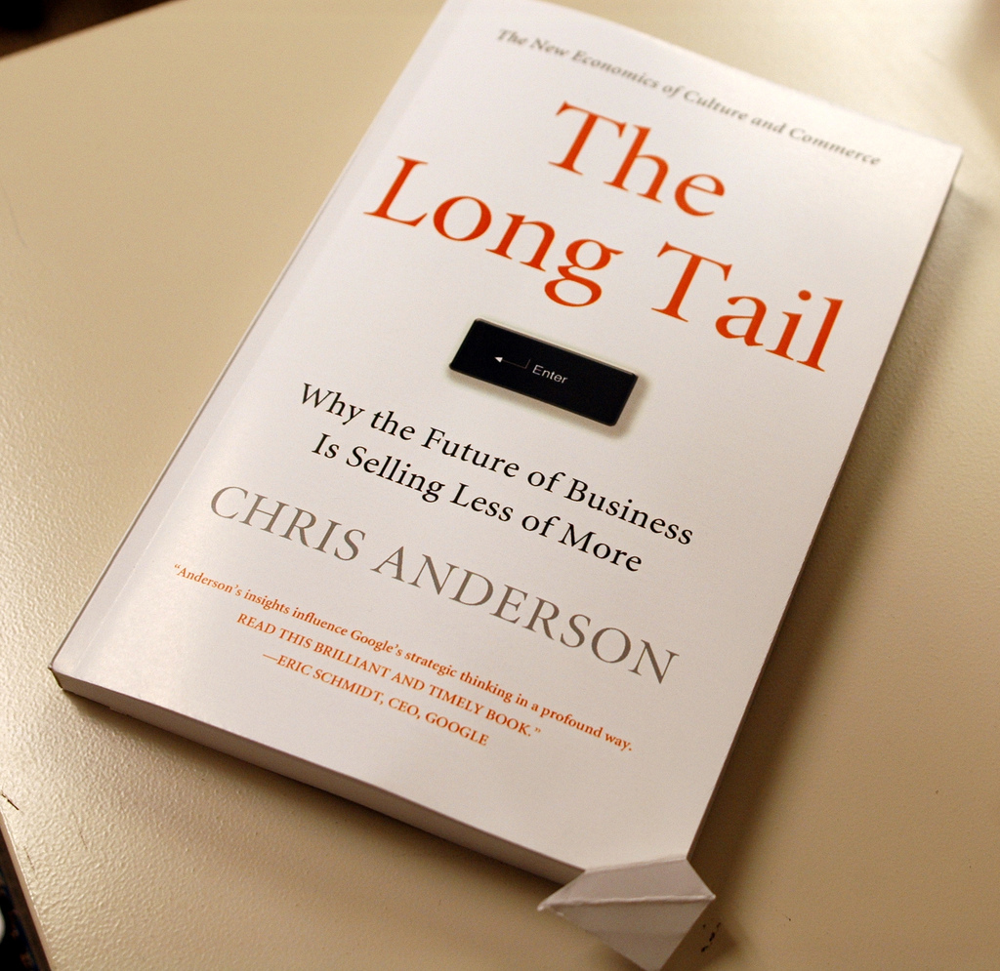 The New Economics of Culture and Commerce
The
Long Tail
Enter
Why the Future of Business
Is Selling Less of More
CHRIS ANDERSON
“Anderson’s insights influence Google’s strategic thinking in a profound way.
READ THIS BRILLIANT AND TIMELY BOOK.”
—ERIC SCHMIDT, CEO, GOOGLE